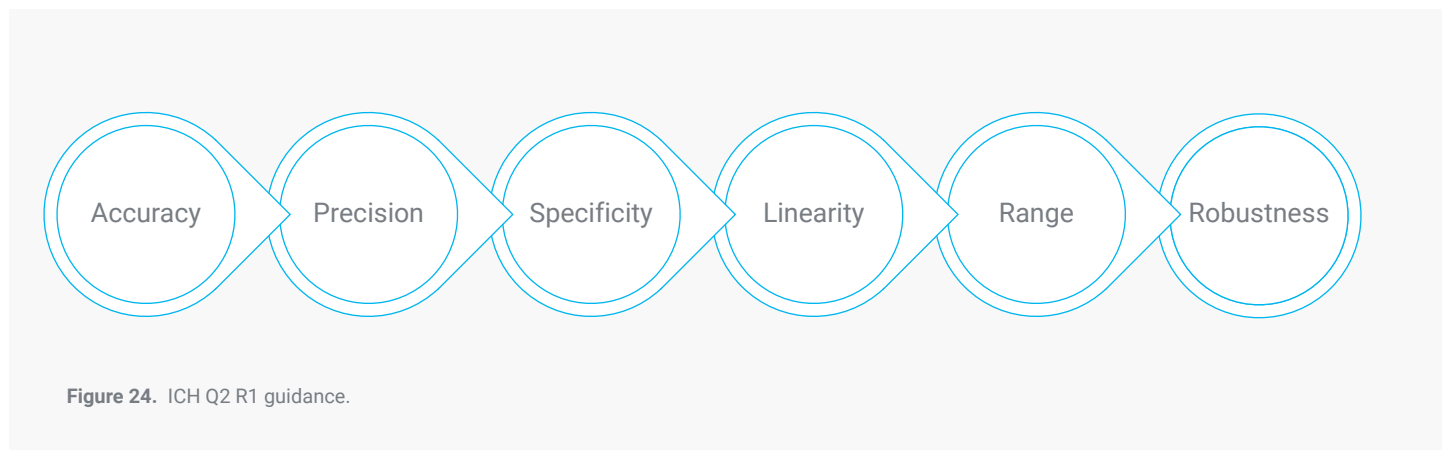 Accuracy
Precision
Specificity
Linearity
Range
Robustness
Figure 24. ICH Q2 R1 guidance.